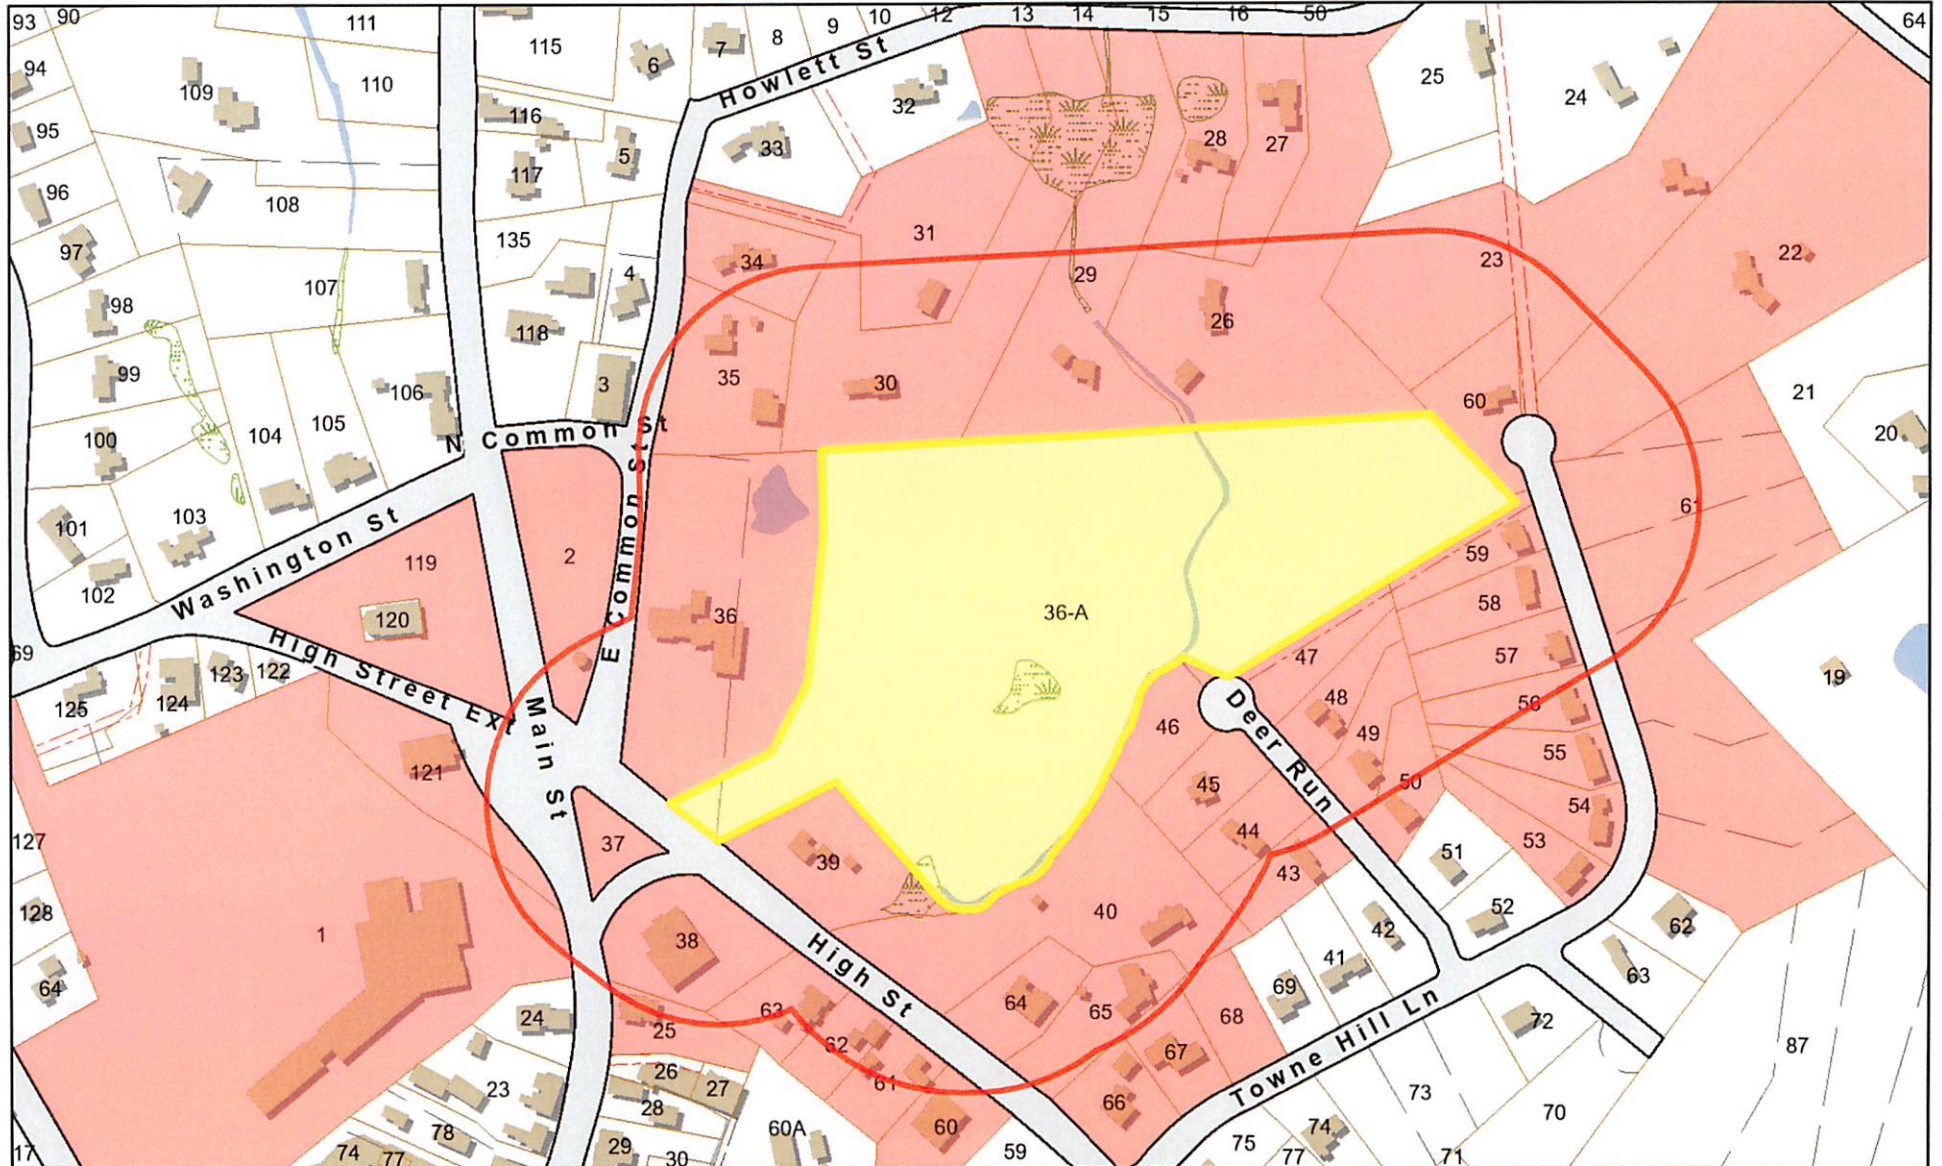 93 90 111 115 7 8 9 10 12 13 14 15 16 50 64
94 109 110 6 Howlett St 32 25 24
95 116 5 33 28 27
96 117
97 108 135 4 31 34 29 23 22
98 107 118 26
99 106 3 35 30 60 21
100 104 105 N Common St 20
101 103 Washington St 119 2 E Common St 61
102 120 36 36-A 59 58
69 125 124 123 122 High Street Ext Main St 47 57 19
121 46 48 49 56 55
127 37 39 45 Deer Run 50 54
128 1 38 40 44 43 51 53
64 High St 42 52 62
24 25 63 64 65 68 69 41 63
23 26 27 62 61 67 Towne Hill Ln 72 87
28 66 73 70
17 78 74 77 29 30 60A 60 59 75 77 74 71